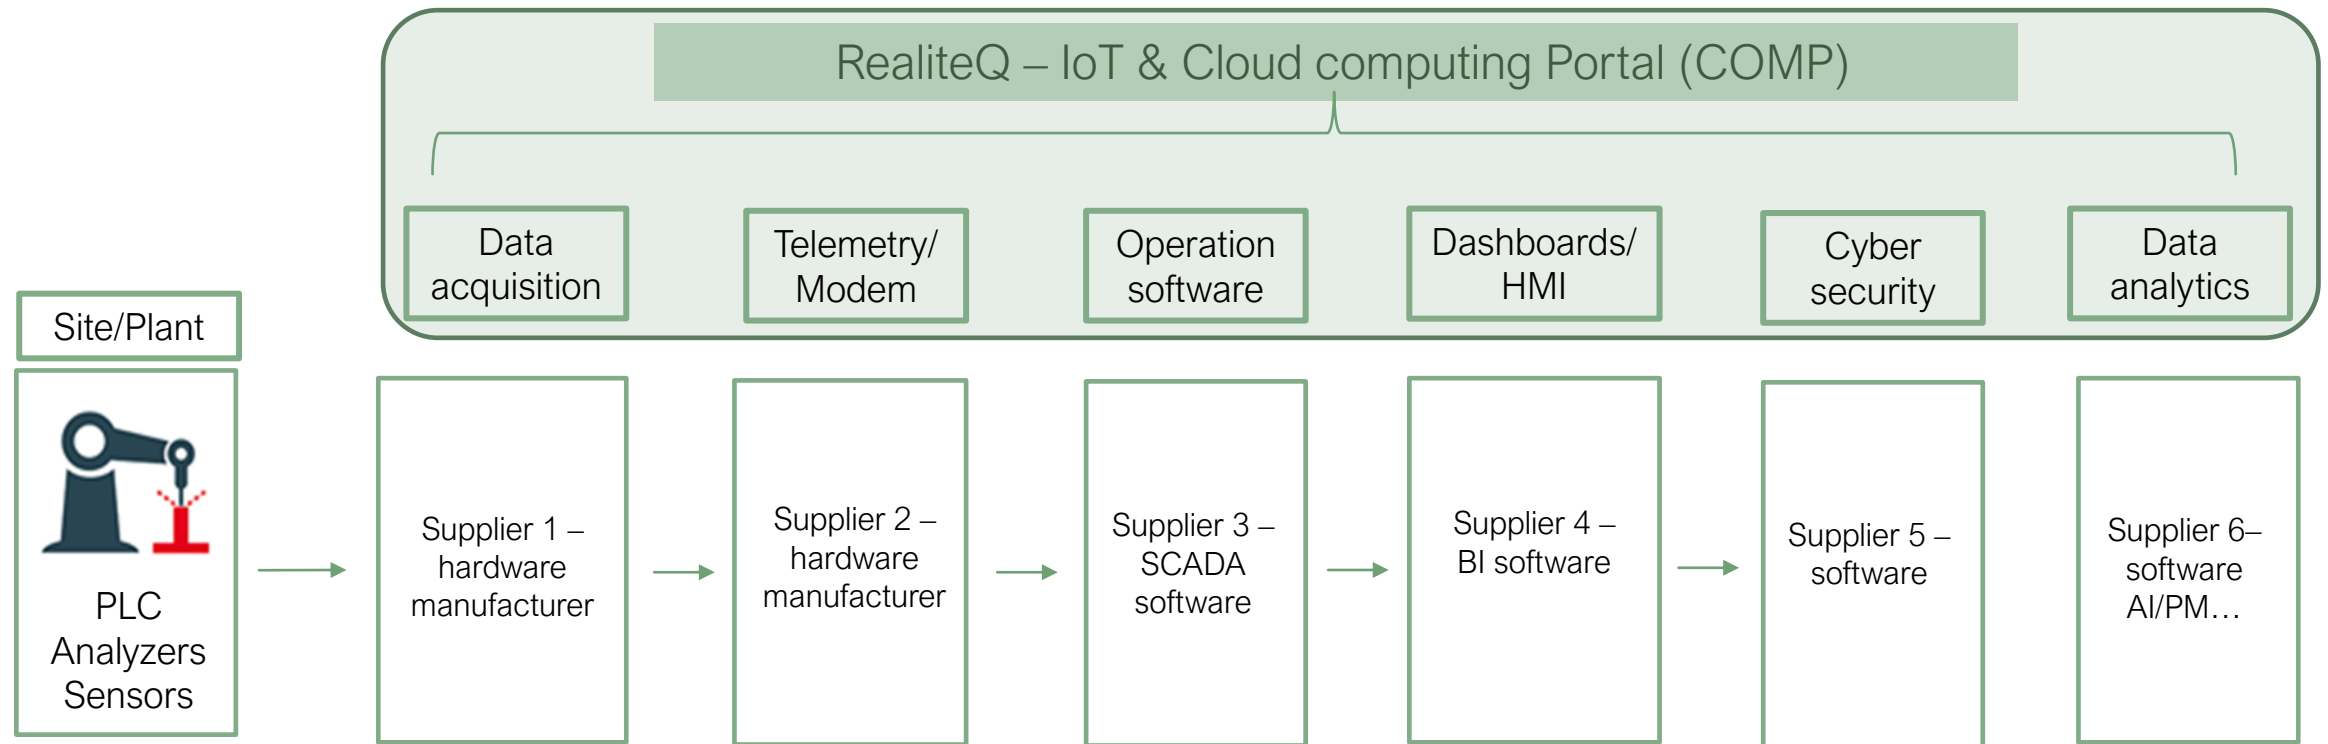 RealiteQ – IoT & Cloud computing Portal (COMP)
Data
acquisition
Telemetry/
Modem
Operation
software
Dashboards/
HMI
Cyber
security
Data
analytics
Site/Plant
PLC
Analyzers
Sensors
Supplier 1 –
hardware
manufacturer
Supplier 2 –
hardware
manufacturer
Supplier 3 –
SCADA
software
Supplier 4 –
BI software
Supplier 5 –
software
Supplier 6–
software
AI/PM…